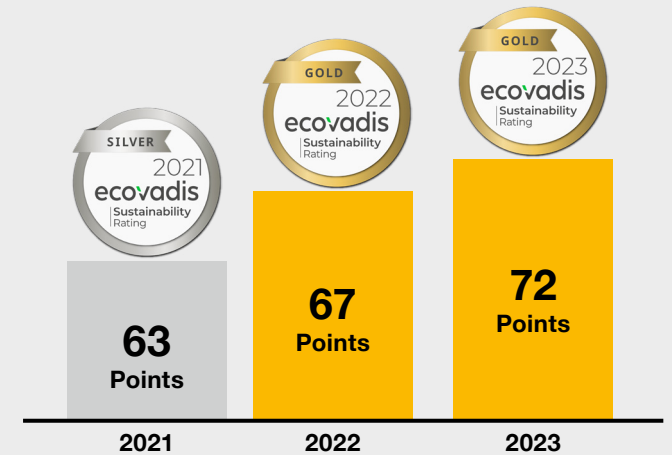 SILVER
2021
ecovadis
Sustainability
Rating
GOLD
2022
ecovadis
Sustainability
Rating
GOLD
2023
ecovadis
Sustainability
Rating
63
Points
67
Points
72
Points
2021
2022
2023